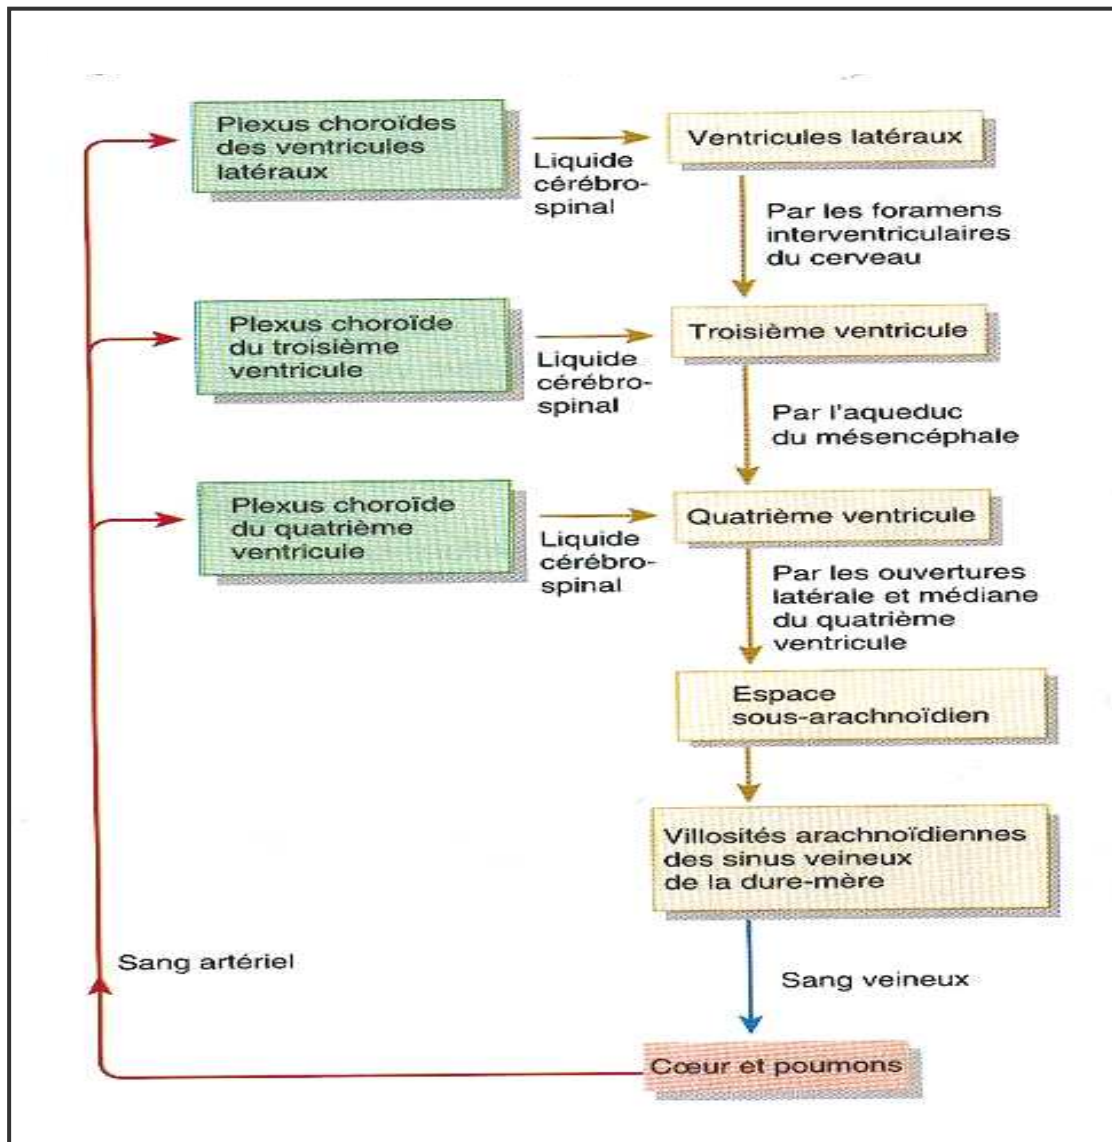 Plexus choroïdes
des ventricules
latéraux
Liquide
cérébro-
spinal
Ventricules latéraux
Par les foramens
interventriculaires
du cerveau
Plexus choroïde
du troisième
ventricule
Liquide
cérébro-
spinal
Troisième ventricule
Par l'aqueduc
du mésencéphale
Plexus choroïde
du quatrième
ventricule
Liquide
cérébro-
spinal
Quatrième ventricule
Par les ouvertures
latérale et médiane
du quatrième
ventricule
Espace
sous-arachnoïdien
Villosités arachnoïdiennes
des sinus veineux
de la dure-mère
Sang artériel
Sang veineux
Cœur et poumons